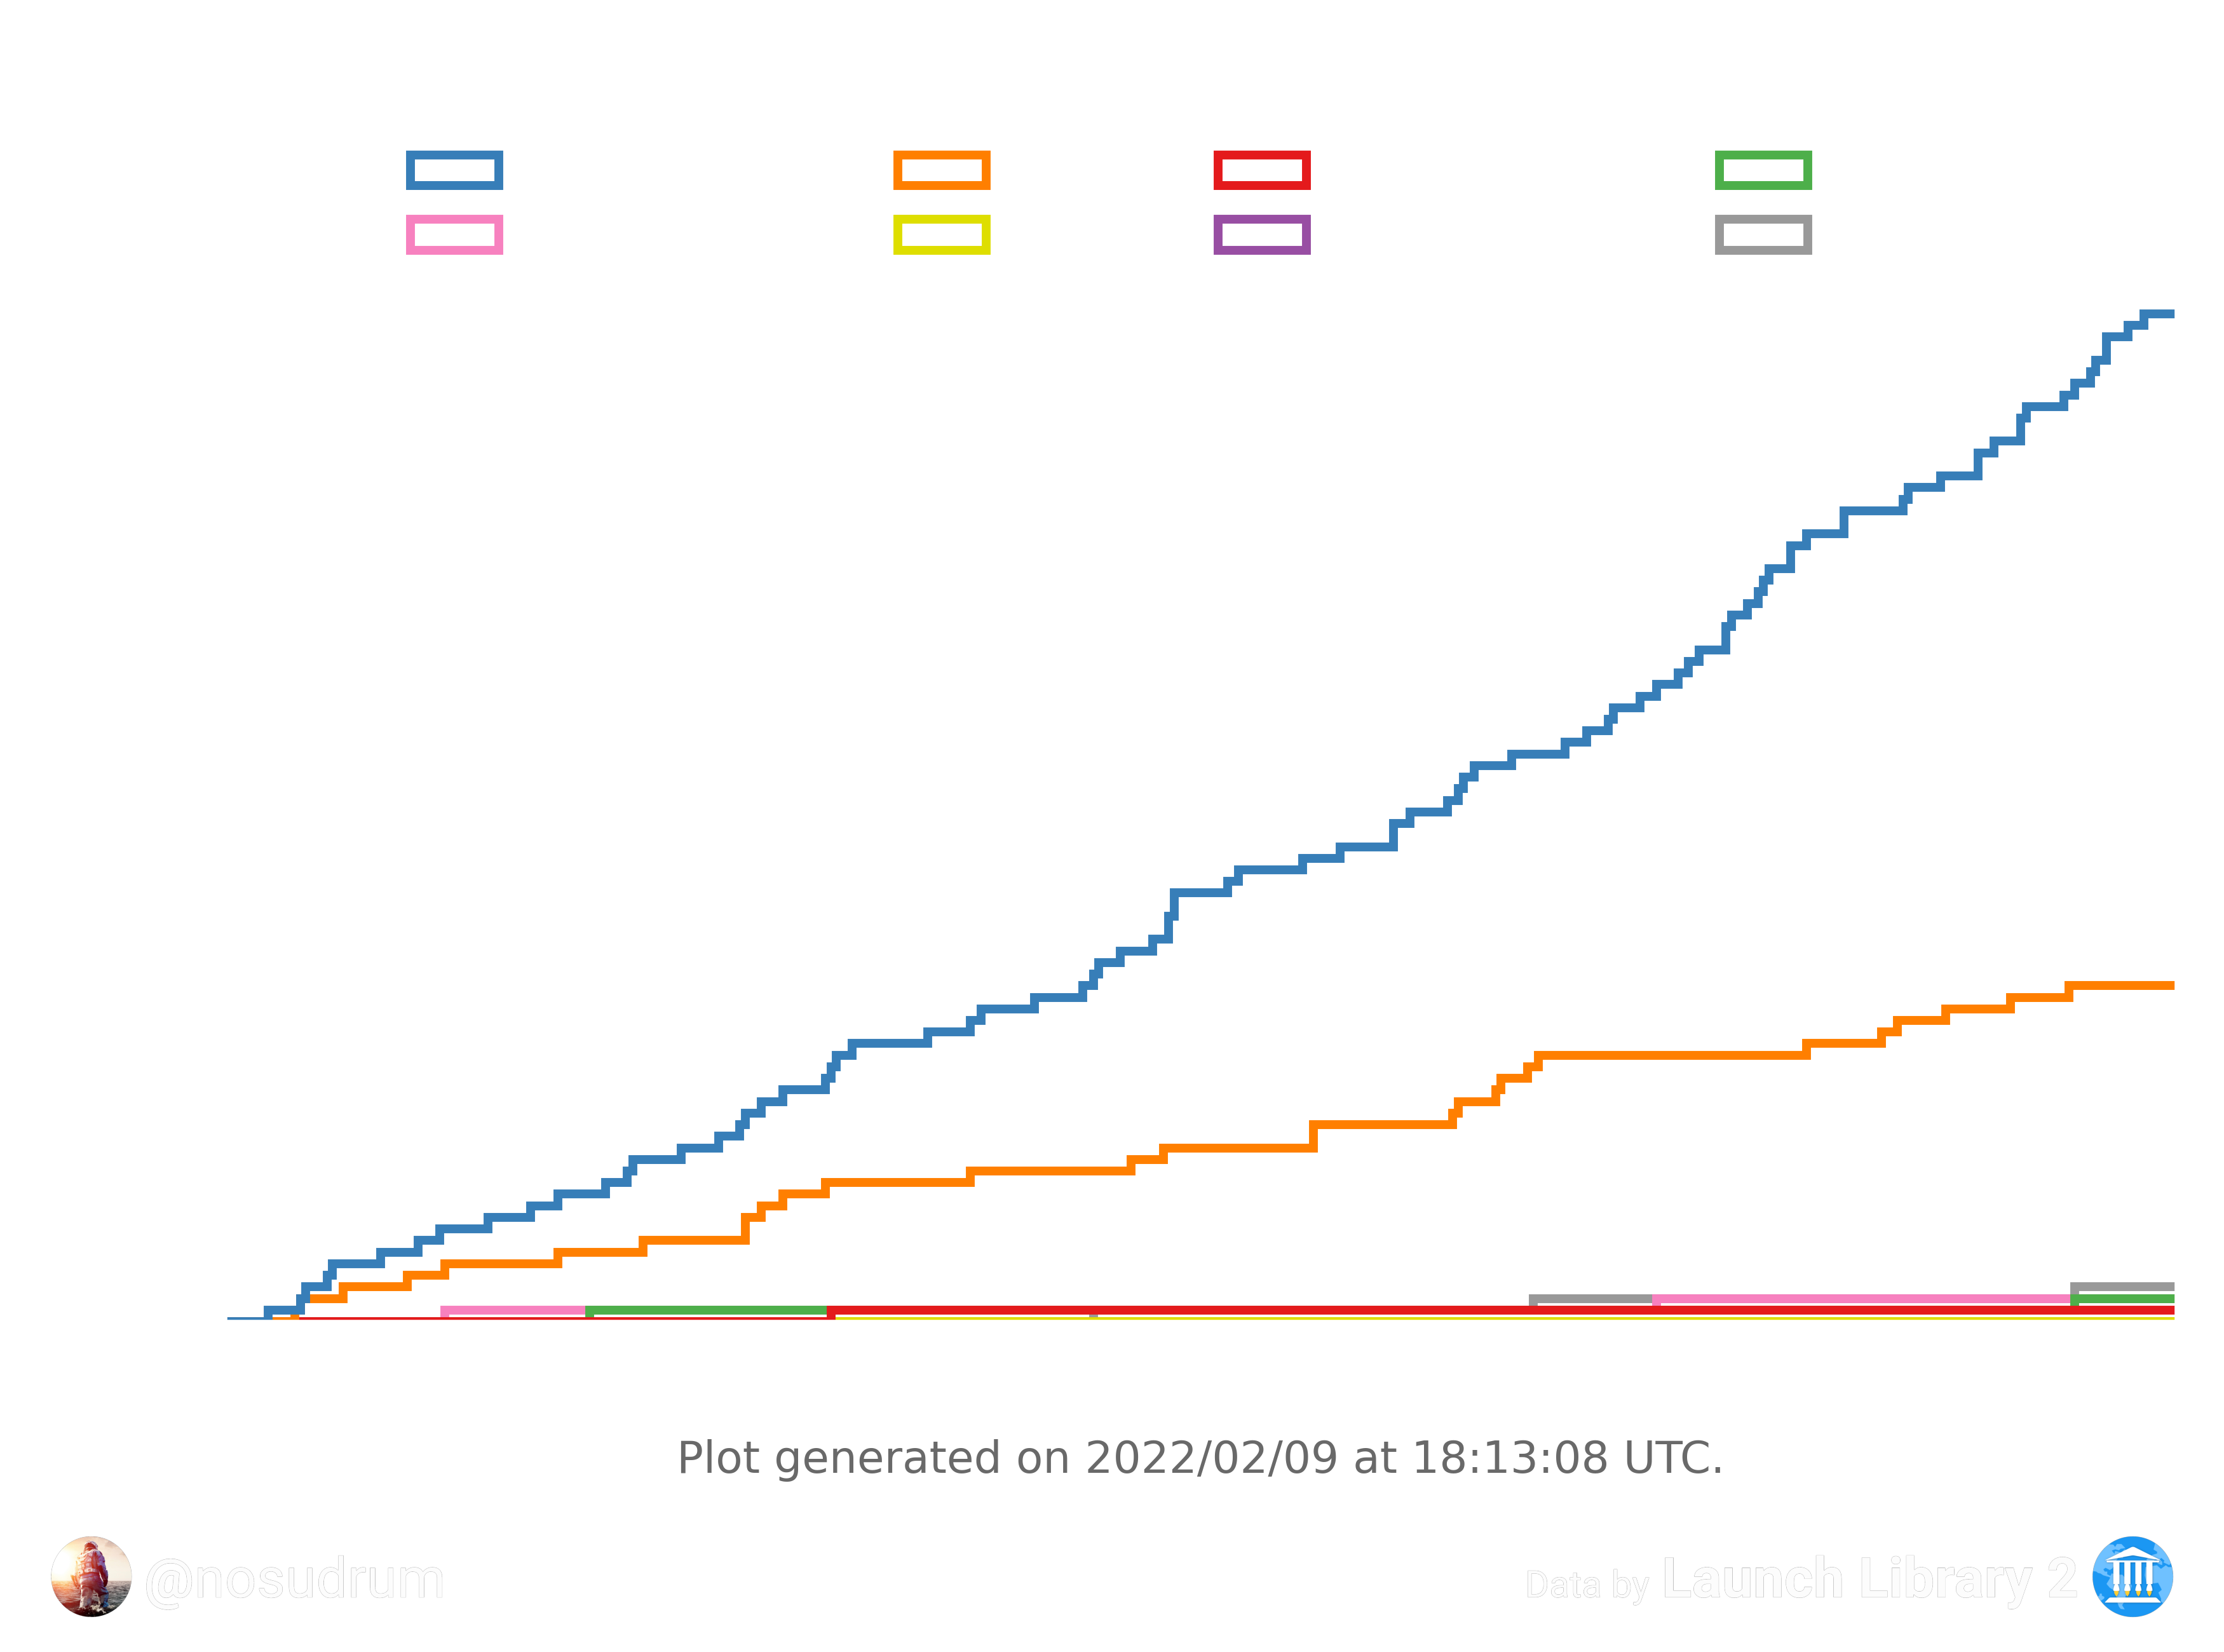 Plot generated on 2022/02/09 at 18:13:08 UTC.
@nosudrum
Data by Launch Library 2